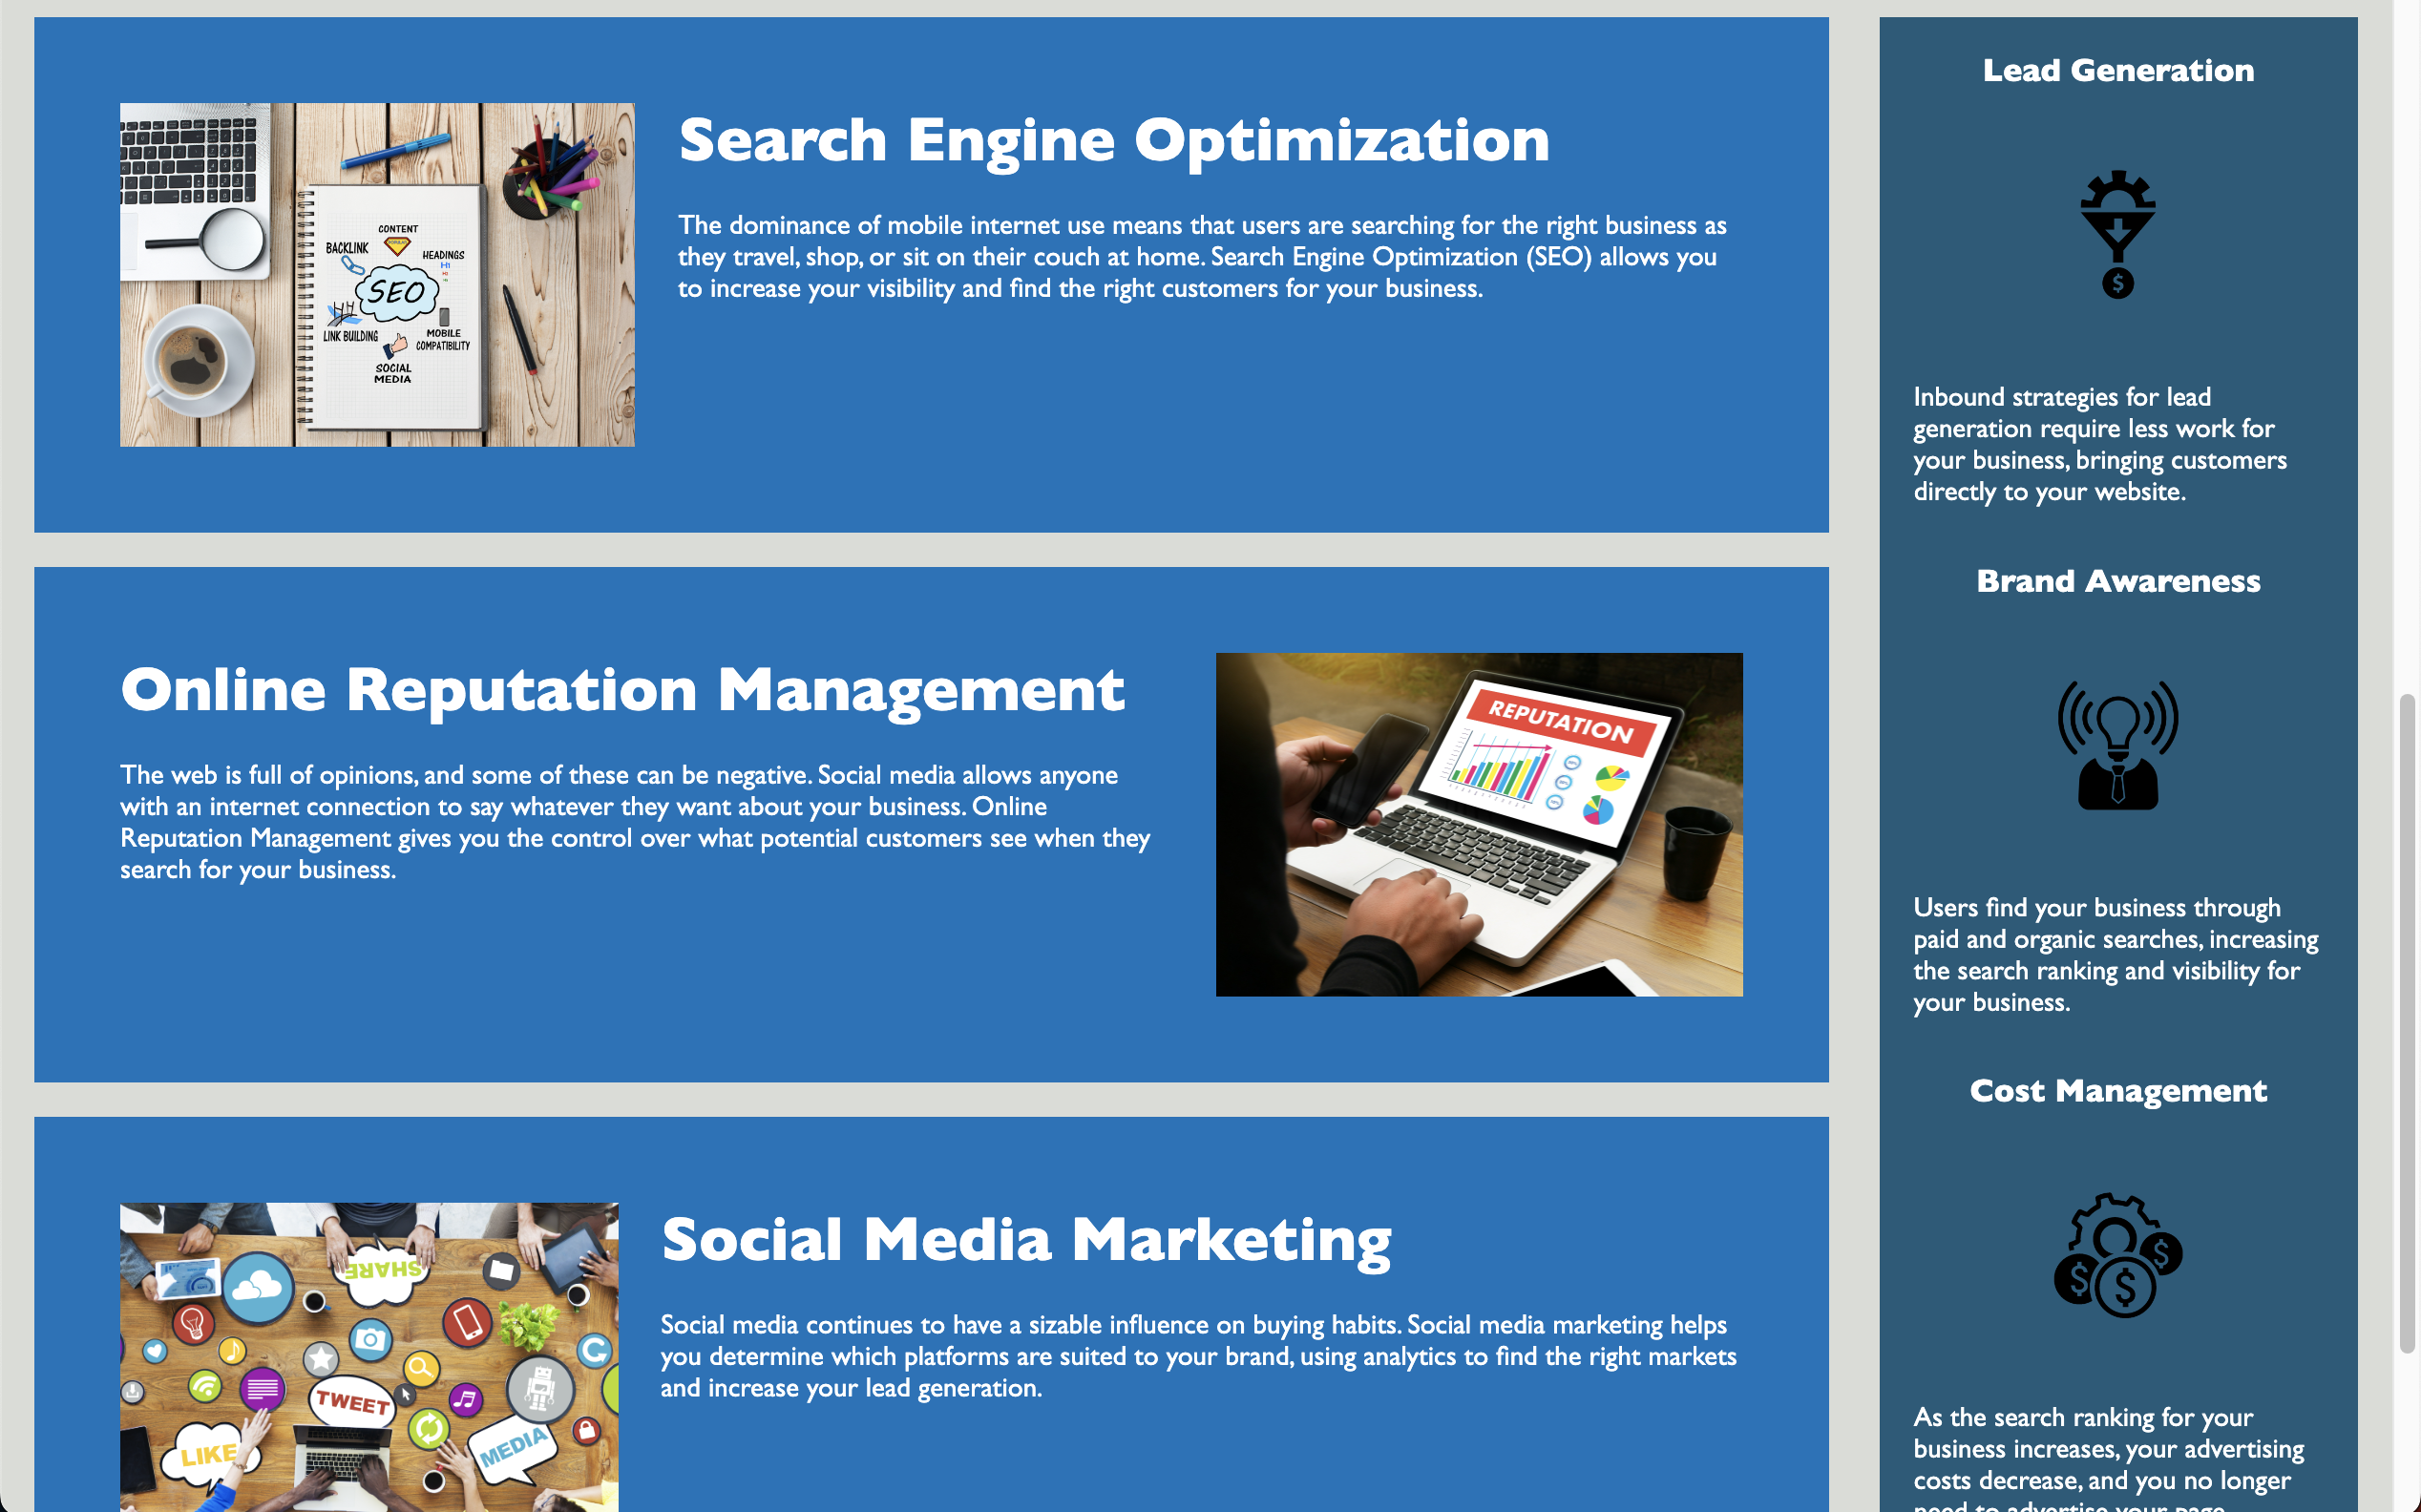 Search Engine Optimization
The dominance of mobile internet use means that users are searching for the right business as
they travel, shop, or sit on their couch at home. Search Engine Optimization (SEO) allows you
to increase your visibility and find the right customers for your business.
CONTENT
POPULAR
BACKLINK
HEADINGS
H1
SEO
LINK BUILDING
MOBILE
COMPATIBILITY
SOCIAL
MEDIA
Online Reputation Management
The web is full of opinions, and some of these can be negative. Social media allows anyone
with an internet connection to say whatever they want about your business. Online
Reputation Management gives you the control over what potential customers see when they
search for your business.
REPUTATION
Social Media Marketing
Social media continues to have a sizable influence on buying habits. Social media marketing helps
you determine which platforms are suited to your brand, using analytics to find the right markets
and increase your lead generation.
SHARE
TWEET
LIKE
MEDIA
Lead Generation
$
Inbound strategies for lead
generation require less work for
your business, bringing customers
directly to your website.
Brand Awareness
Users find your business through
paid and organic searches, increasing
the search ranking and visibility for
your business.
Cost Management
$
$ $
As the search ranking for your
business increases, your advertising
costs decrease, and you no longer
need to advertise your page.